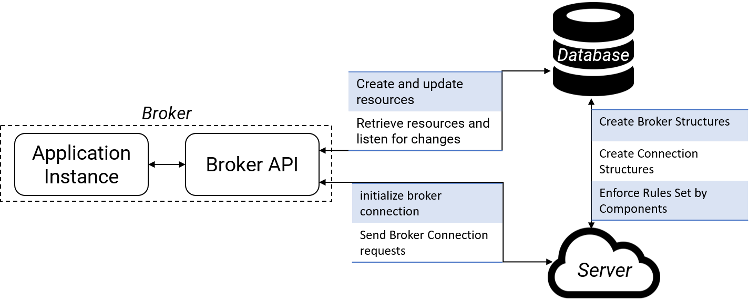 Database
Create and update
resources
Retrieve resources and
listen for changes
Broker
Application
Instance
Broker API
Create Broker Structures
Create Connection
Structures
Enforce Rules Set by
Components
initialize broker
connection
Send Broker Connection
requests
Server